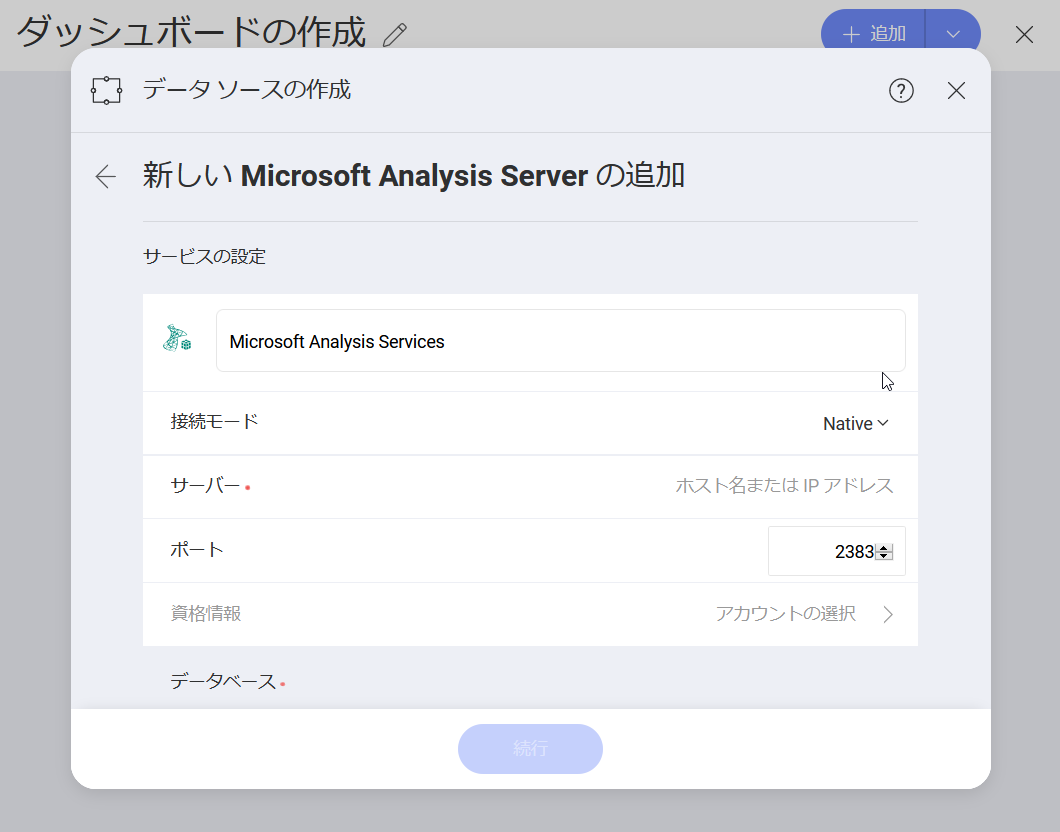 ダッシュボードの作成
追加
データ ソースの作成
新しい Microsoft Analysis Server の追加
サービスの設定
Microsoft Analysis Services
接続モード Native
サーバー ホスト名または IP アドレス
ポート 2383
資格情報 アカウントの選択
データベース
続行